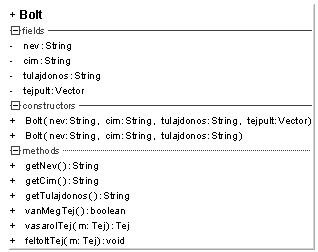 + Bolt
fields
- nev:String
- cim:String
- tulajdonos:String
- tejpult:Vector
constructors
+ Bolt( nev:String, cim:String, tulajdonos:String, tejpult:Vector)
+ Bolt( nev:String, cim:String, tulajdonos:String)
methods
+ getNev():String
+ getCim():String
+ getTulajdonos():String
+ vanMegTej():boolean
+ vasarolTej( m: Tej): Tej
+ feltoltTej( m: Tej):void